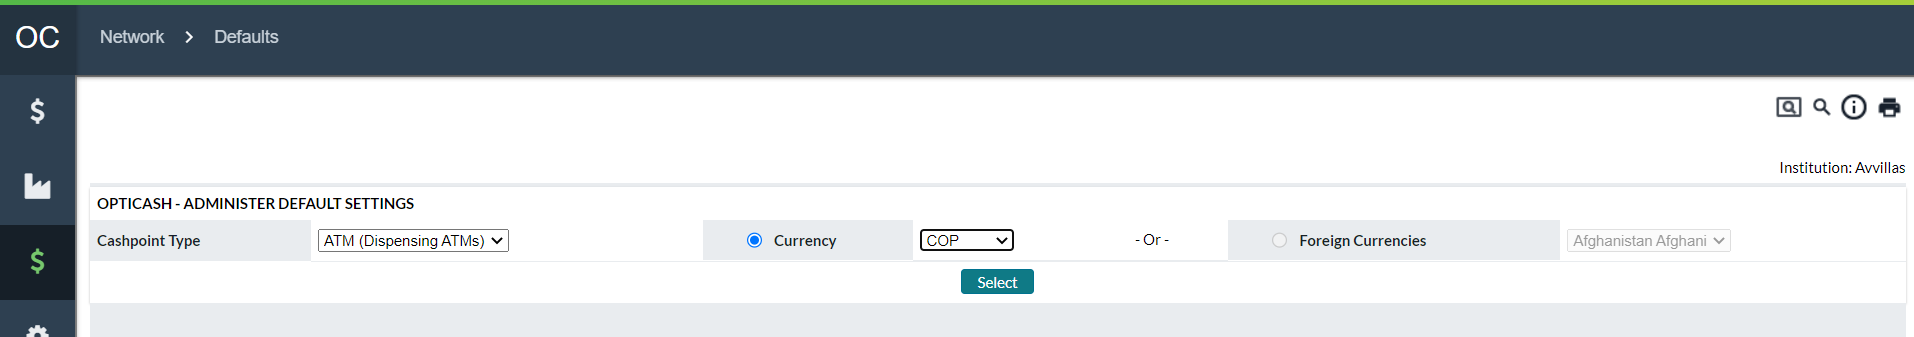 OC Network > Defaults
Institution: Avvillas
OPTICASH - ADMINISTER DEFAULT SETTINGS
Cashpoint Type ATM (Dispensing ATMs) Currency COP - Or - Foreign Currencies Afghanistan Afghani
Select